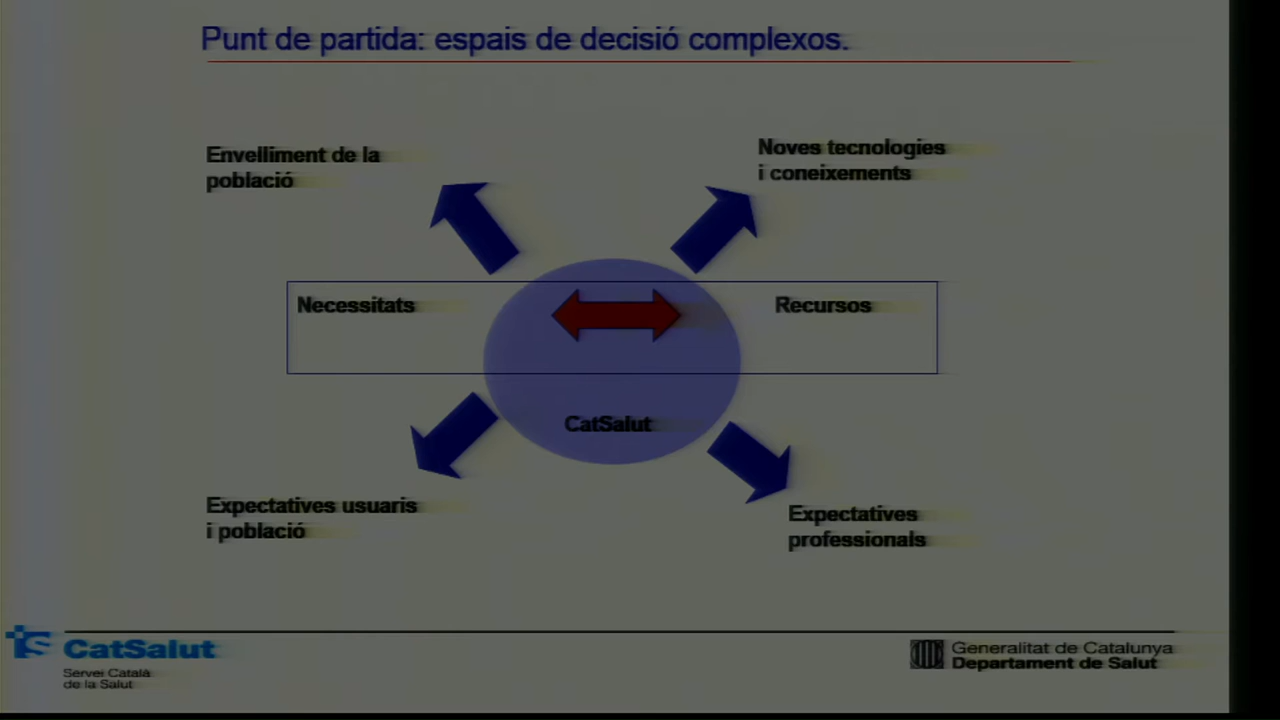 Punt de partida: espais de decisió complexos.
Envelliment de la
població
Noves tecnologies
i coneixements
Necessitats
Recursos
CatSalut
Expectatives usuaris
i població
Expectatives
professionals
CatSalut
Servei Català
de la Salut
Generalitat de Catalunya
Departament de Salut